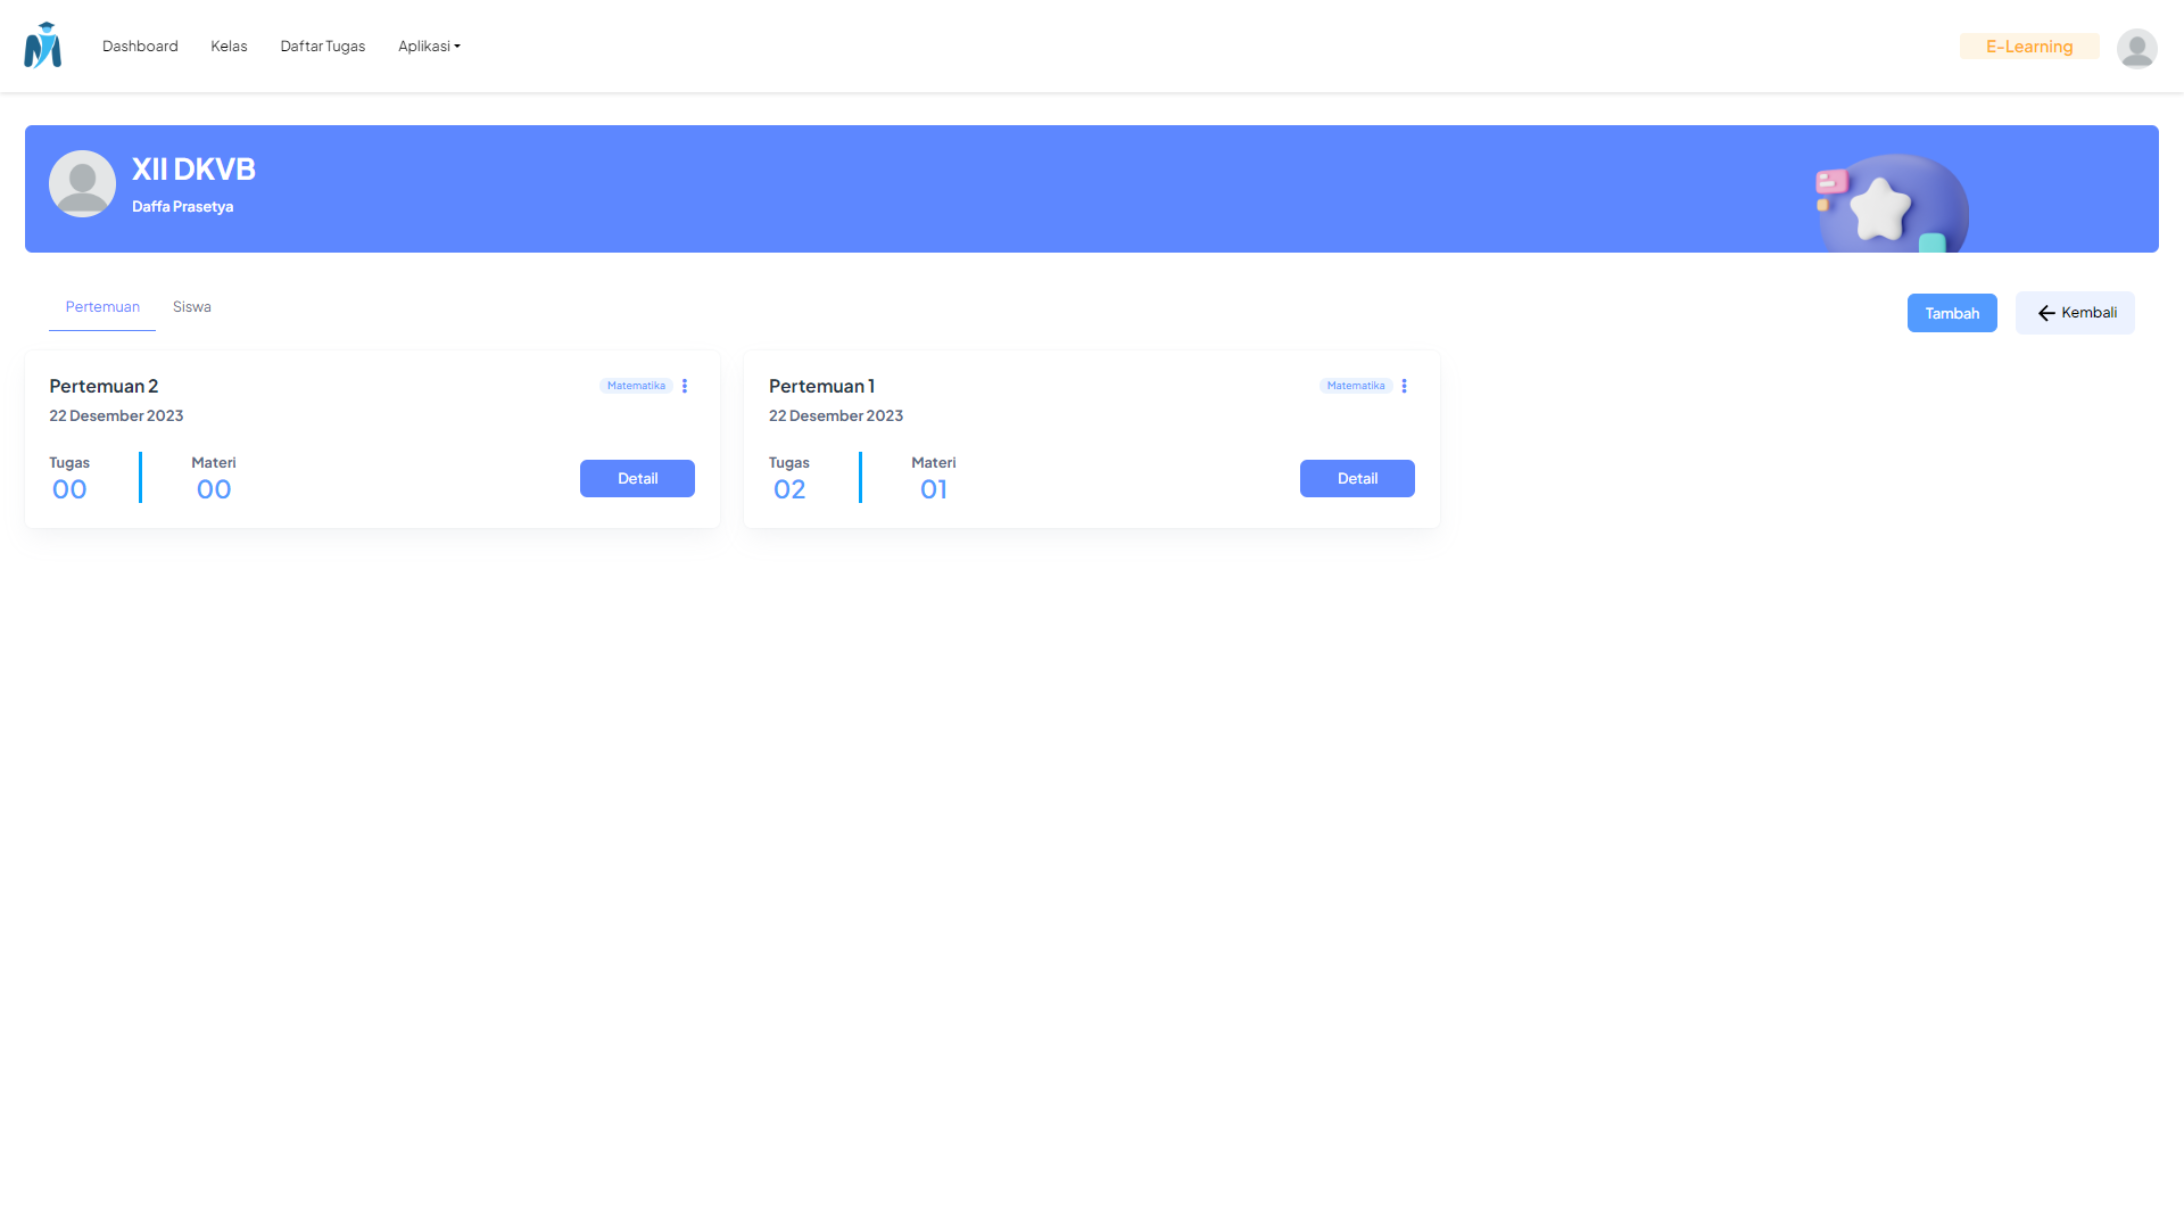 Dashboard Kelas Daftar Tugas Aplikasi E-Learning
XII DKVB
Daffa Prasetya
Pertemuan Siswa Tambah Kembali
Pertemuan 2 Matematika
22 Desember 2023
Tugas Materi
00 00 Detail
Pertemuan 1 Matematika
22 Desember 2023
Tugas Materi
02 01 Detail